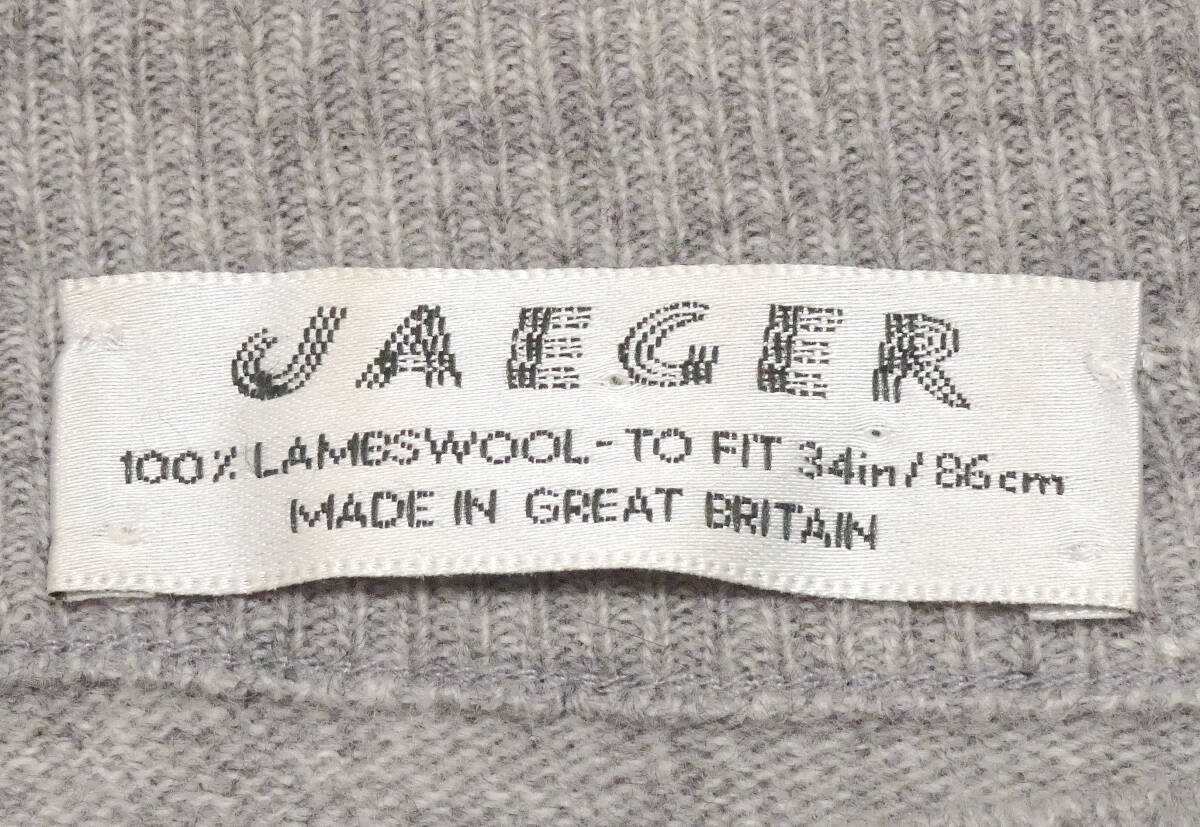 JAEGER
100% LAMBSWOOL-TO FIT 34in/86cm
MADE IN GREAT BRITAIN